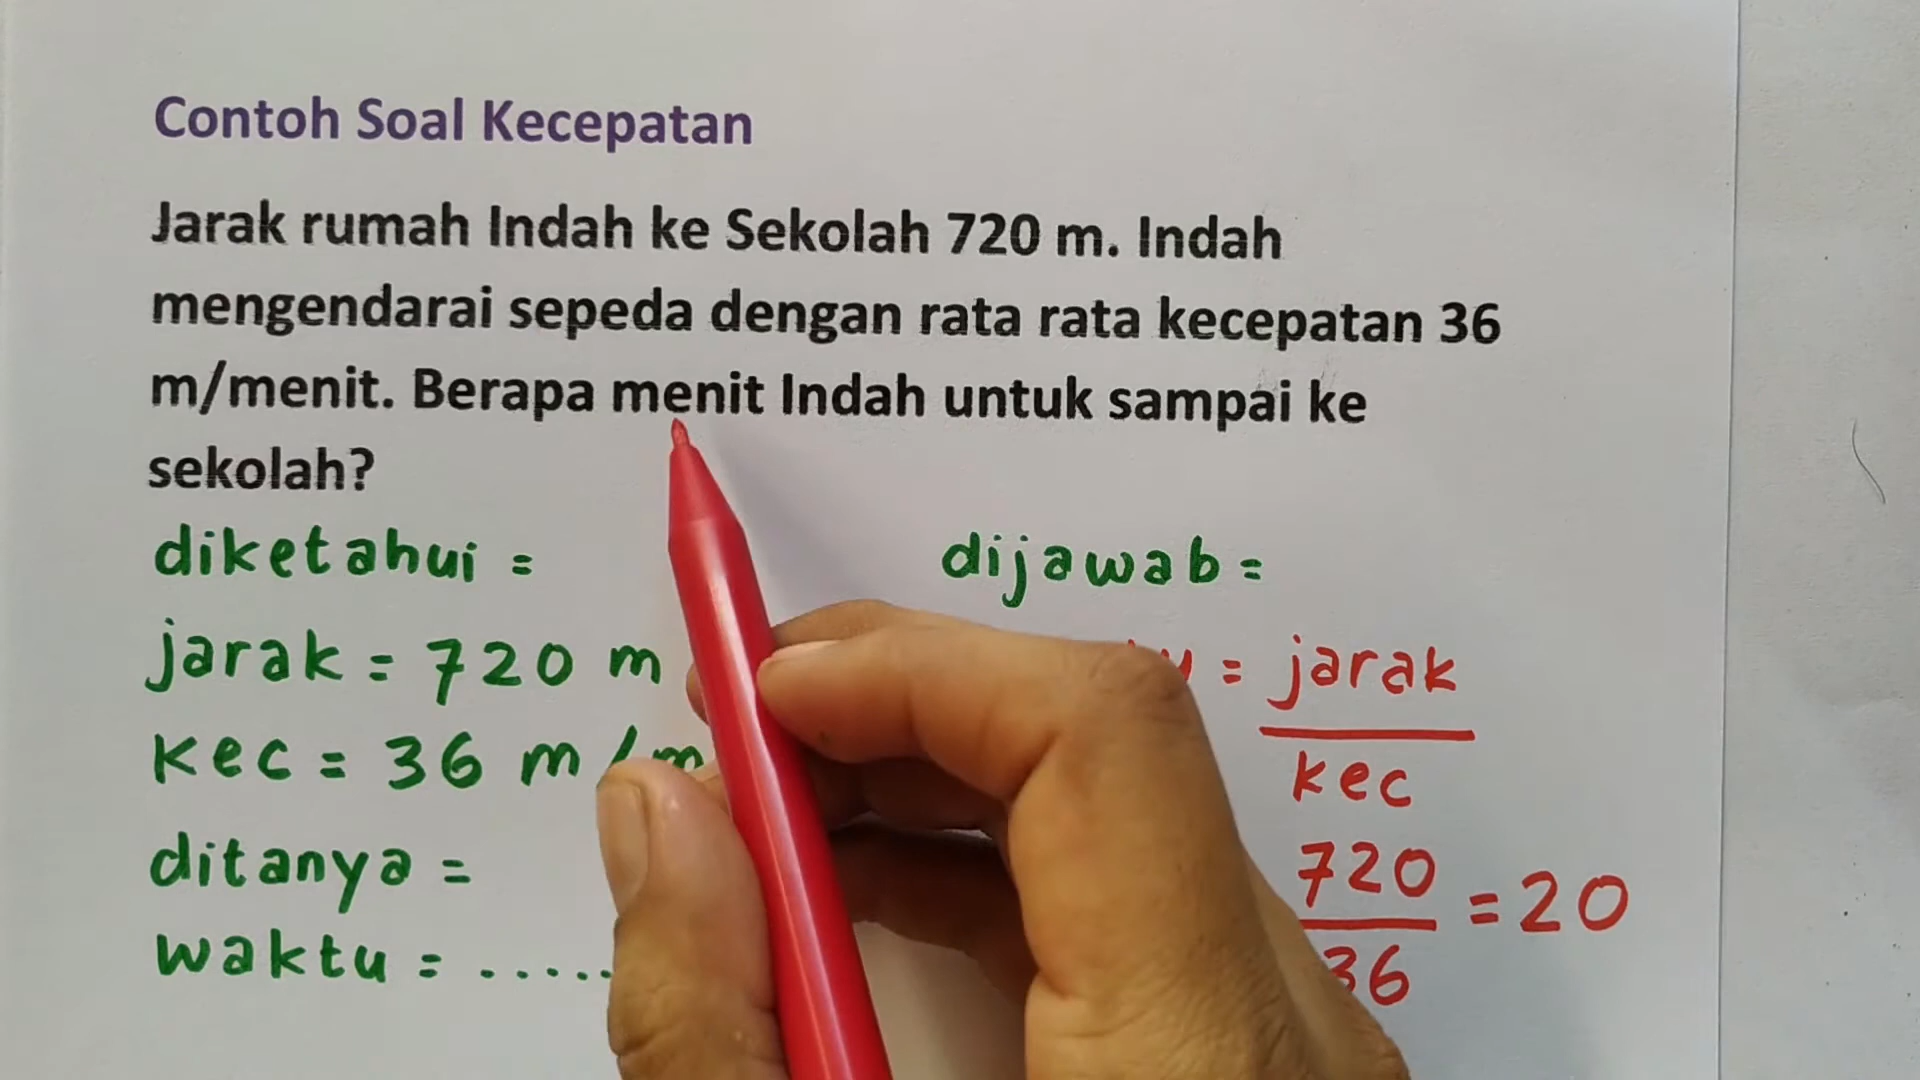 Contoh Soal Kecepatan
Jarak rumah Indah ke Sekolah 720 m. Indah
mengendarai sepeda dengan rata rata kecepatan 36
m/menit. Berapa menit Indah untuk sampai ke
sekolah?
diketahui =
jarak = 720 m
kec = 36 m/m
ditanya =
waktu = .....
dijawab =
= jarak
kec
720
= 20
36